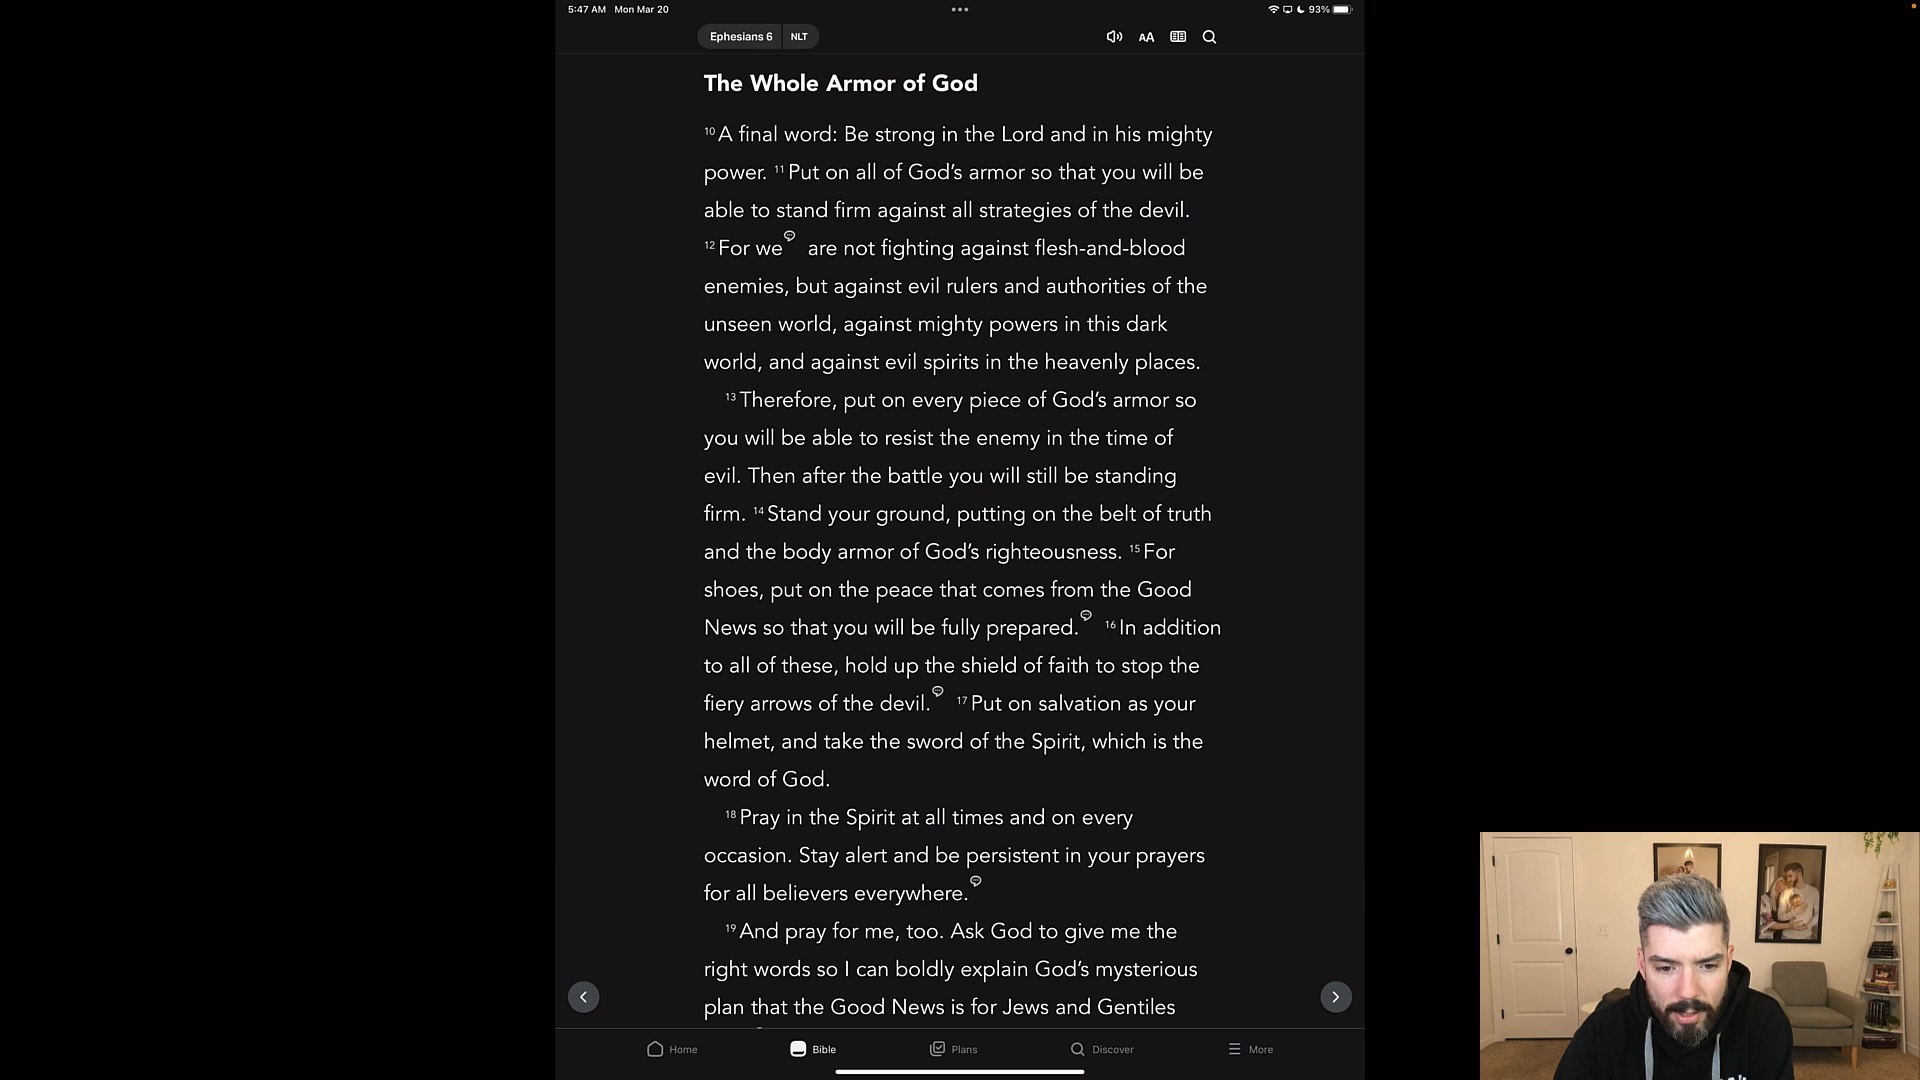 5:47 AM Mon Mar 20
93%
Ephesians 6 NLT
AA
The Whole Armor of God
10 A final word: Be strong in the Lord and in his mighty
power. 11 Put on all of God’s armor so that you will be
able to stand firm against all strategies of the devil.
12 For we are not fighting against flesh-and-blood
enemies, but against evil rulers and authorities of the
unseen world, against mighty powers in this dark
world, and against evil spirits in the heavenly places.
13 Therefore, put on every piece of God’s armor so
you will be able to resist the enemy in the time of
evil. Then after the battle you will still be standing
firm. 14 Stand your ground, putting on the belt of truth
and the body armor of God’s righteousness. 15 For
shoes, put on the peace that comes from the Good
News so that you will be fully prepared. 16 In addition
to all of these, hold up the shield of faith to stop the
fiery arrows of the devil. 17 Put on salvation as your
helmet, and take the sword of the Spirit, which is the
word of God.
18 Pray in the Spirit at all times and on every
occasion. Stay alert and be persistent in your prayers
for all believers everywhere.
19 And pray for me, too. Ask God to give me the
right words so I can boldly explain God’s mysterious
plan that the Good News is for Jews and Gentiles
Home Bible Plans Discover More